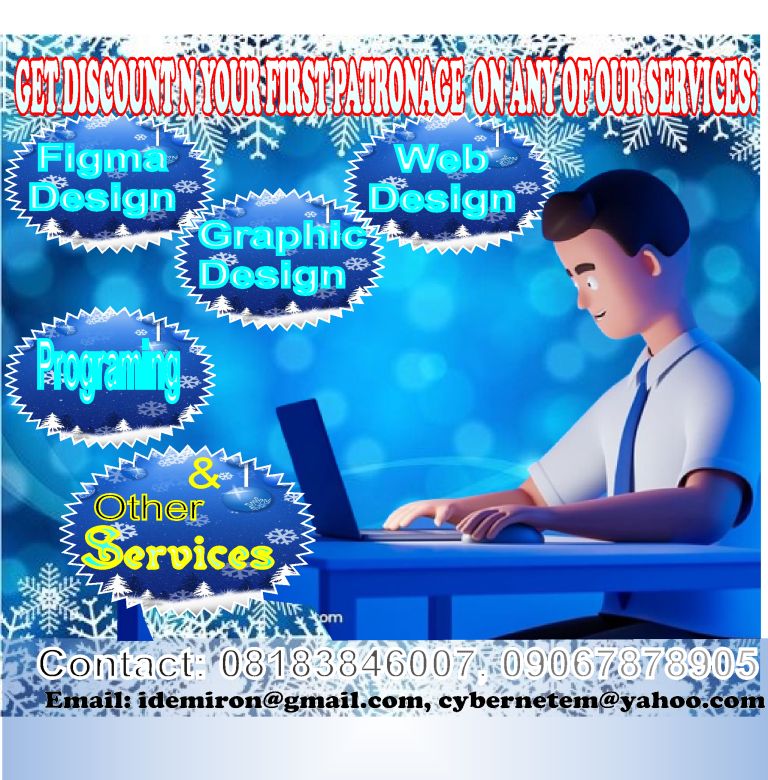 GET DISCOUNT N YOUR FIRST PATRONAGE ON ANY OF OUR SERVICES:
Figma
Design
Web
Design
Graphic
Design
Programing
&
Other
Services
om
Contact: 08183846007, 09067878905
Email: idemiron@gmail.com, cybernetem@yahoo.com